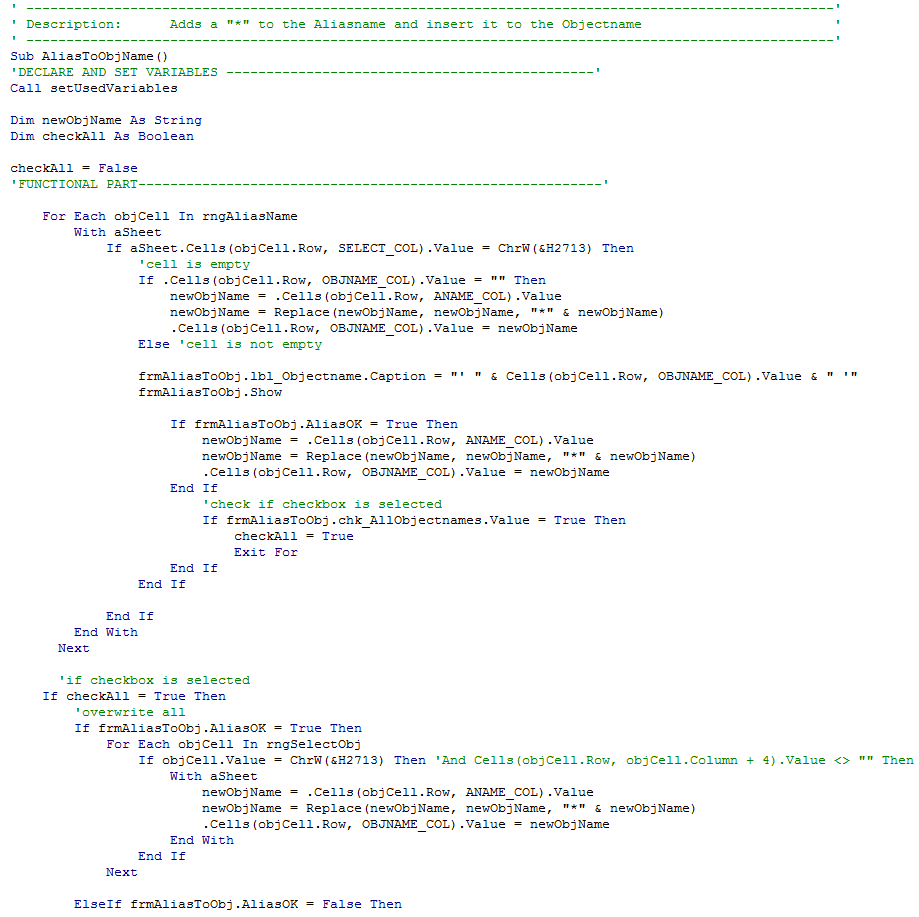 ' -----------------------------------------------------------------------------------------------------'
' Description:      Adds a "*" to the Aliasname and insert it to the Objectname                        '
' -----------------------------------------------------------------------------------------------------'
Sub AliasToObjName()
'DECLARE AND SET VARIABLES ----------------------------------------------'
Call setUsedVariables

Dim newObjName As String
Dim checkAll As Boolean

checkAll = False
'FUNCTIONAL PART----------------------------------------------------------'

    For Each objCell In rngAliasName
        With aSheet
            If aSheet.Cells(objCell.Row, SELECT_COL).Value = ChrW(&H2713) Then
                'cell is empty
                If .Cells(objCell.Row, OBJNAME_COL).Value = "" Then
                    newObjName = .Cells(objCell.Row, ANAME_COL).Value
                    newObjName = Replace(newObjName, newObjName, "*" & newObjName)
                    .Cells(objCell.Row, OBJNAME_COL).Value = newObjName
                Else 'cell is not empty

                frmAliasToObj.lbl_Objectname.Caption = "' " & Cells(objCell.Row, OBJNAME_COL).Value & " '"
                frmAliasToObj.Show

                    If frmAliasToObj.AliasOK = True Then
                        newObjName = .Cells(objCell.Row, ANAME_COL).Value
                        newObjName = Replace(newObjName, newObjName, "*" & newObjName)
                        .Cells(objCell.Row, OBJNAME_COL).Value = newObjName
                    End If
                        'check if checkbox is selected
                        If frmAliasToObj.chk_AllObjectnames.Value = True Then
                            checkAll = True
                            Exit For
                    End If
                End If

            End If
        End With
      Next

      'if checkbox is selected
    If checkAll = True Then
        'overwrite all
        If frmAliasToObj.AliasOK = True Then
            For Each objCell In rngSelectObj
                If objCell.Value = ChrW(&H2713) Then 'And Cells(objCell.Row, objCell.Column + 4).Value <> "" Then
                    With aSheet
                        newObjName = .Cells(objCell.Row, ANAME_COL).Value
                        newObjName = Replace(newObjName, newObjName, "*" & newObjName)
                        .Cells(objCell.Row, OBJNAME_COL).Value = newObjName
                    End With
                End If
            Next

        ElseIf frmAliasToObj.AliasOK = False Then